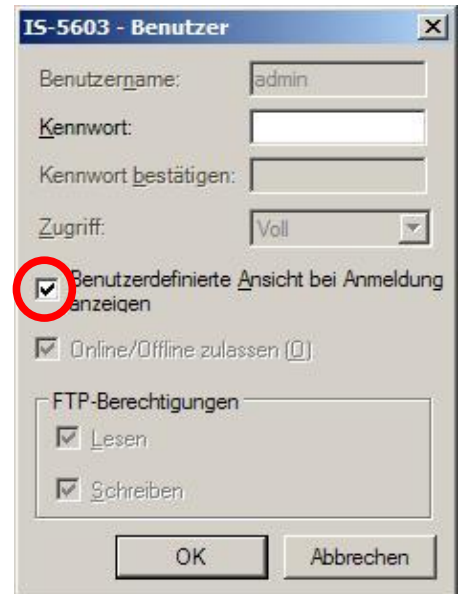 IS-5603 - Benutzer
Benutzername: admin
Kennwort:
Kennwort bestätigen:
Zugriff: Voll
Benutzerdefinierte Ansicht bei Anmeldung
anzeigen
Online/Offline zulassen (O)
FTP-Berechtigungen
Lesen
Schreiben
OK Abbrechen